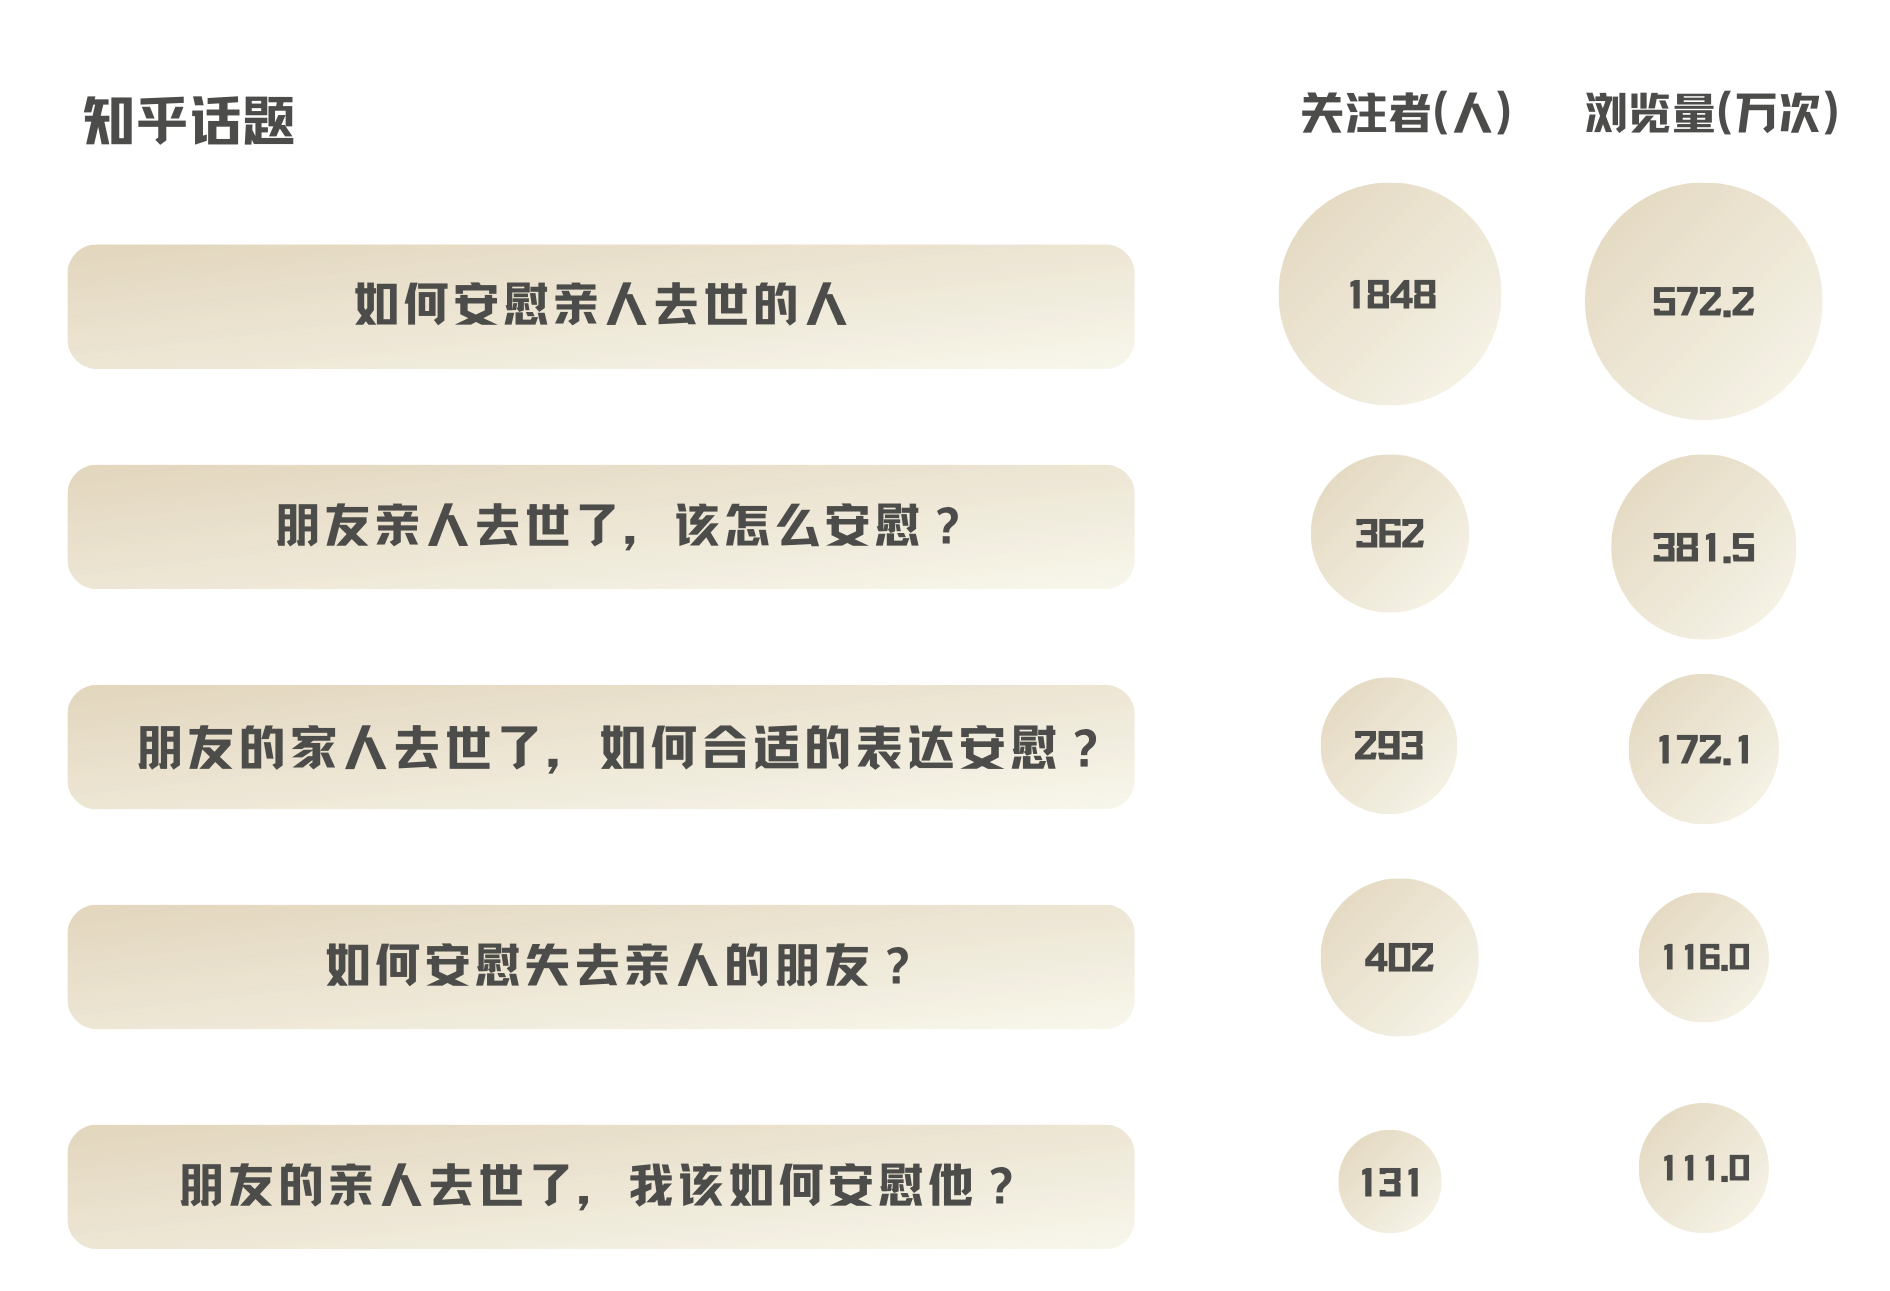 知乎话题 关注者(人) 浏览量(万次)
如何安慰亲人去世的人 1848 572.2
朋友亲人去世了，该怎么安慰？ 362 381.5
朋友的家人去世了，如何合适的表达安慰？ 293 172.1
如何安慰失去亲人的朋友？ 402 116.0
朋友的亲人去世了，我该如何安慰他？ 131 111.0